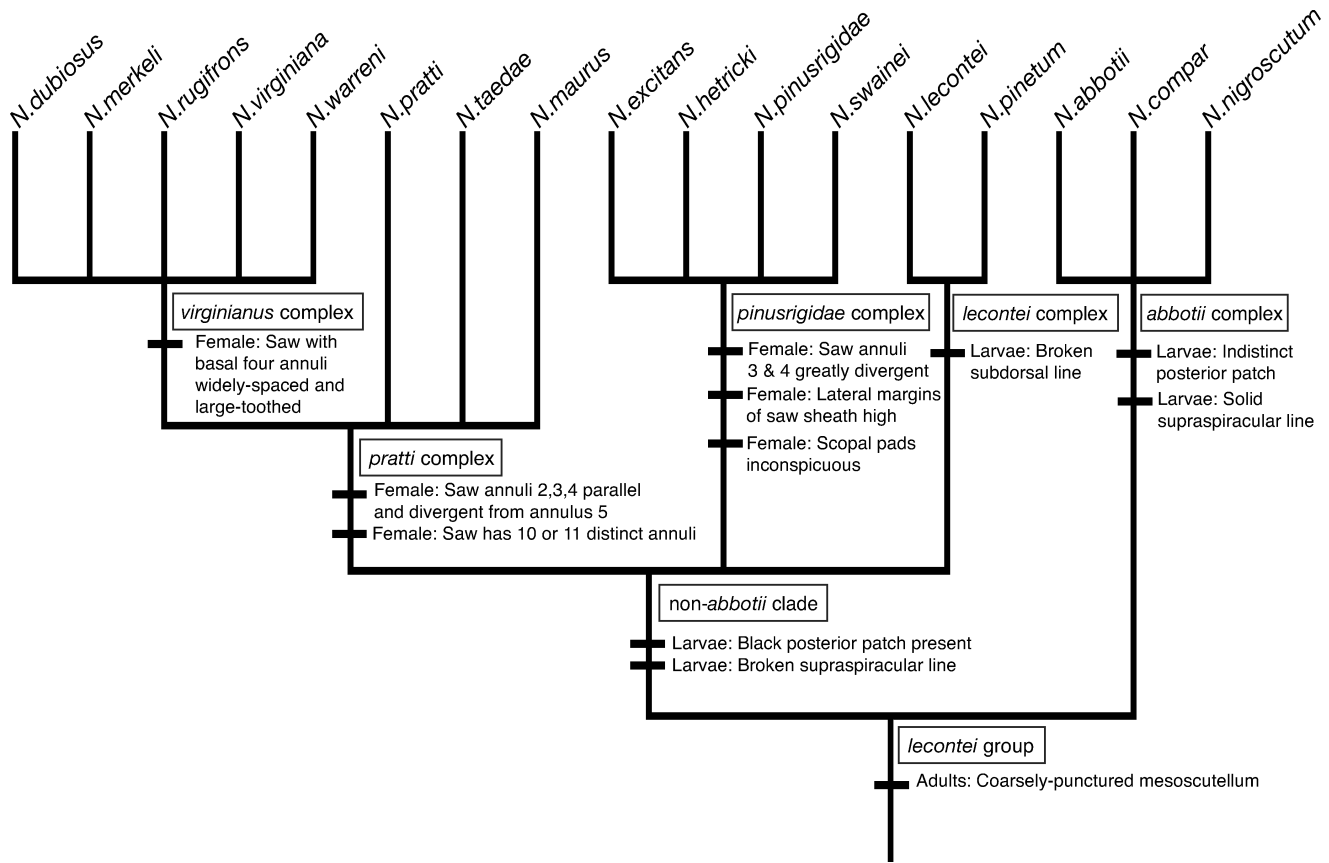 N.dubiosus
N.merkeli
N.rugifrons
N.virginiana
N.warreni
N.pratti
N.taedae
N.maurus
N.excitans
N.hetricki
N.pinusrigidae
N.swainei
N.lecontei
N.pinetum
N.abbotii
N.compar
N.nigroscutum
virginianus complex
Female: Saw with
basal four annuli
widely-spaced and
large-toothed
pinusrigidae complex
Female: Saw annuli
3 & 4 greatly divergent
Female: Lateral margins
of saw sheath high
Female: Scopal pads
inconspicuous
lecontei complex
Larvae: Broken
subdorsal line
abbotii complex
Larvae: Indistinct
posterior patch
Larvae: Solid
supraspiracular line
pratti complex
Female: Saw annuli 2,3,4 parallel
and divergent from annulus 5
Female: Saw has 10 or 11 distinct annuli
non-abbotii clade
Larvae: Black posterior patch present
Larvae: Broken supraspiracular line
lecontei group
Adults: Coarsely-punctured mesoscutellum